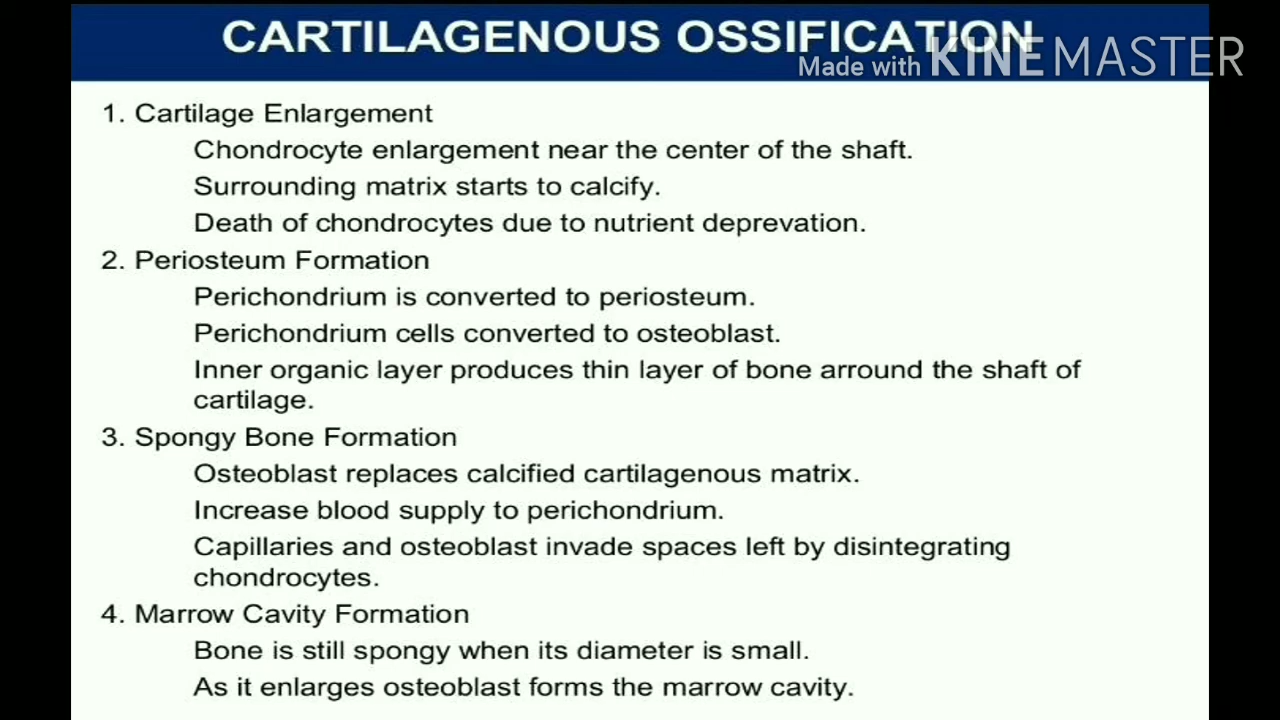 CARTILAGENOUS OSSIFICATION
Made with KINEMASTER
1. Cartilage Enlargement
Chondrocyte enlargement near the center of the shaft.
Surrounding matrix starts to calcify.
Death of chondrocytes due to nutrient deprevation.
2. Periosteum Formation
Perichondrium is converted to periosteum.
Perichondrium cells converted to osteoblast.
Inner organic layer produces thin layer of bone arround the shaft of
cartilage.
3. Spongy Bone Formation
Osteoblast replaces calcified cartilagenous matrix.
Increase blood supply to perichondrium.
Capillaries and osteoblast invade spaces left by disintegrating
chondrocytes.
4. Marrow Cavity Formation
Bone is still spongy when its diameter is small.
As it enlarges osteoblast forms the marrow cavity.